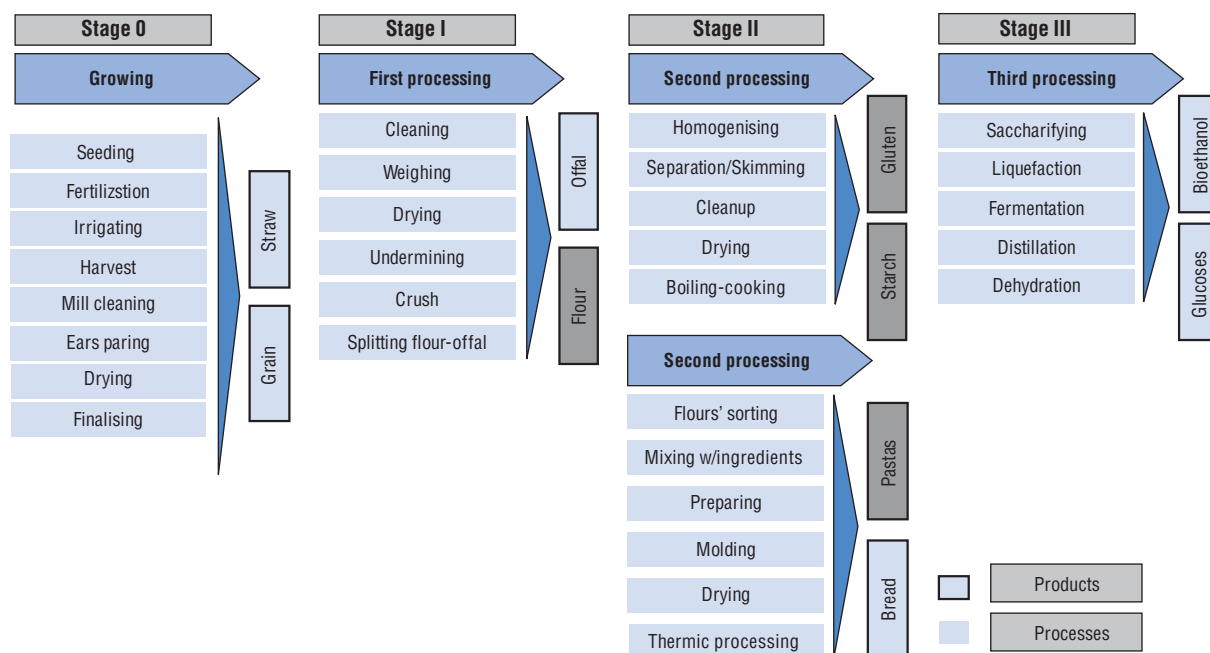 Stage 0
Growing
Seeding
Fertilizstion
Irrigating
Harvest
Mill cleaning
Ears paring
Drying
Finalising
Straw
Grain
Stage I
First processing
Cleaning
Weighing
Drying
Undermining
Crush
Splitting flour-offal
Offal
Flour
Stage II
Second processing
Homogenising
Separation/Skimming
Cleanup
Drying
Boiling-cooking
Gluten
Starch
Second processing
Flours’ sorting
Mixing w/ingredients
Preparing
Molding
Drying
Thermic processing
Pastas
Bread
Stage III
Third processing
Saccharifying
Liquefaction
Fermentation
Distillation
Dehydration
Bioethanol
Glucoses
Products
Processes